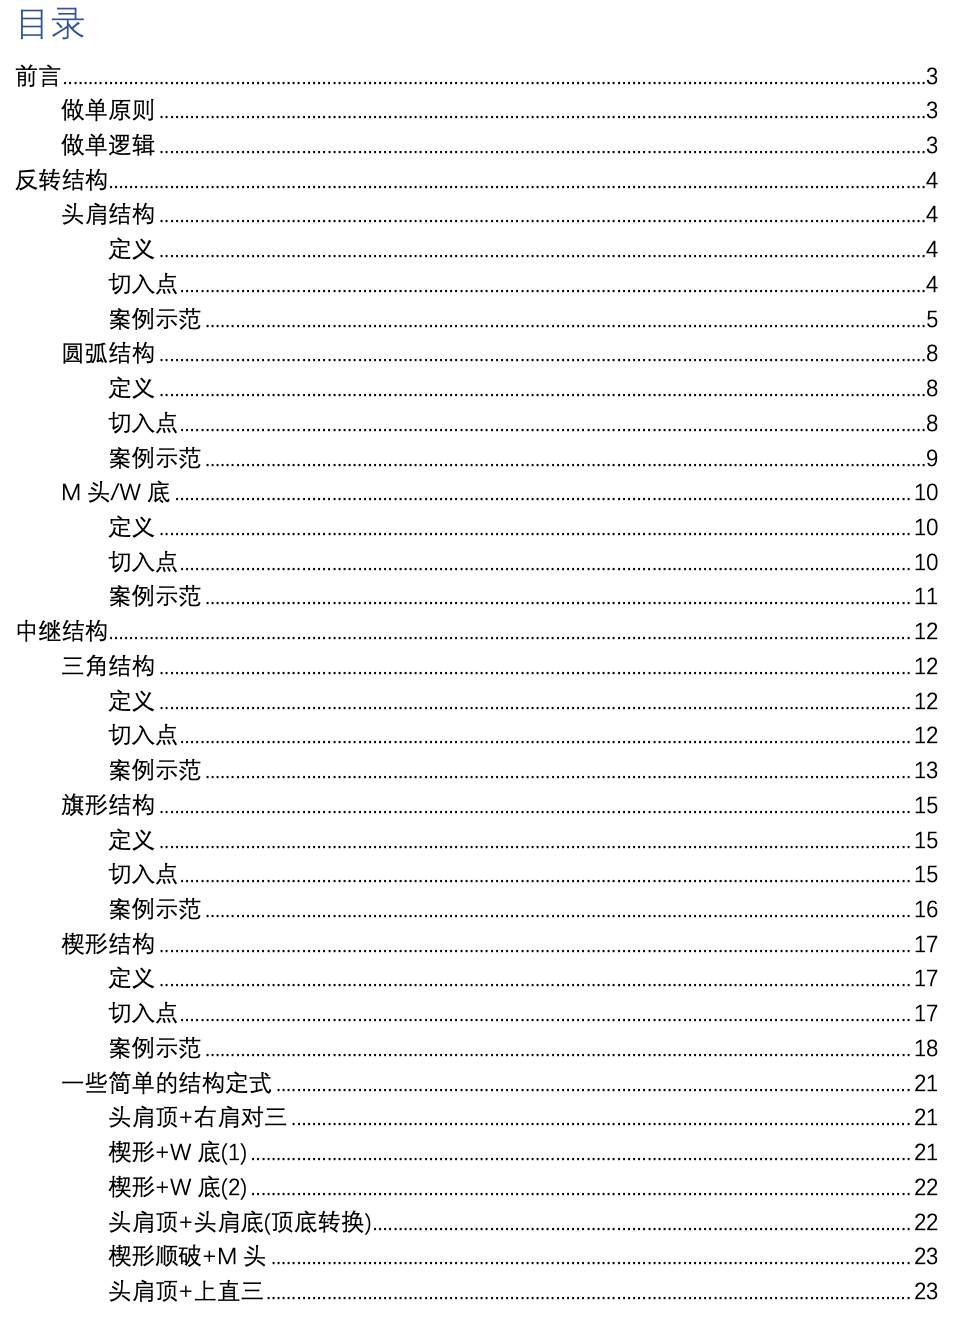 目录
前言 3
做单原则 3
做单逻辑 3
反转结构 4
头肩结构 4
定义 4
切入点 4
案例示范 5
圆弧结构 8
定义 8
切入点 8
案例示范 9
M 头/W 底 10
定义 10
切入点 10
案例示范 11
中继结构 12
三角结构 12
定义 12
切入点 12
案例示范 13
旗形结构 15
定义 15
切入点 15
案例示范 16
楔形结构 17
定义 17
切入点 17
案例示范 18
一些简单的结构定式 21
头肩顶+右肩对三 21
楔形+W 底(1) 21
楔形+W 底(2) 22
头肩顶+头肩底(顶底转换) 22
楔形顺破+M 头 23
头肩顶+上直三 23